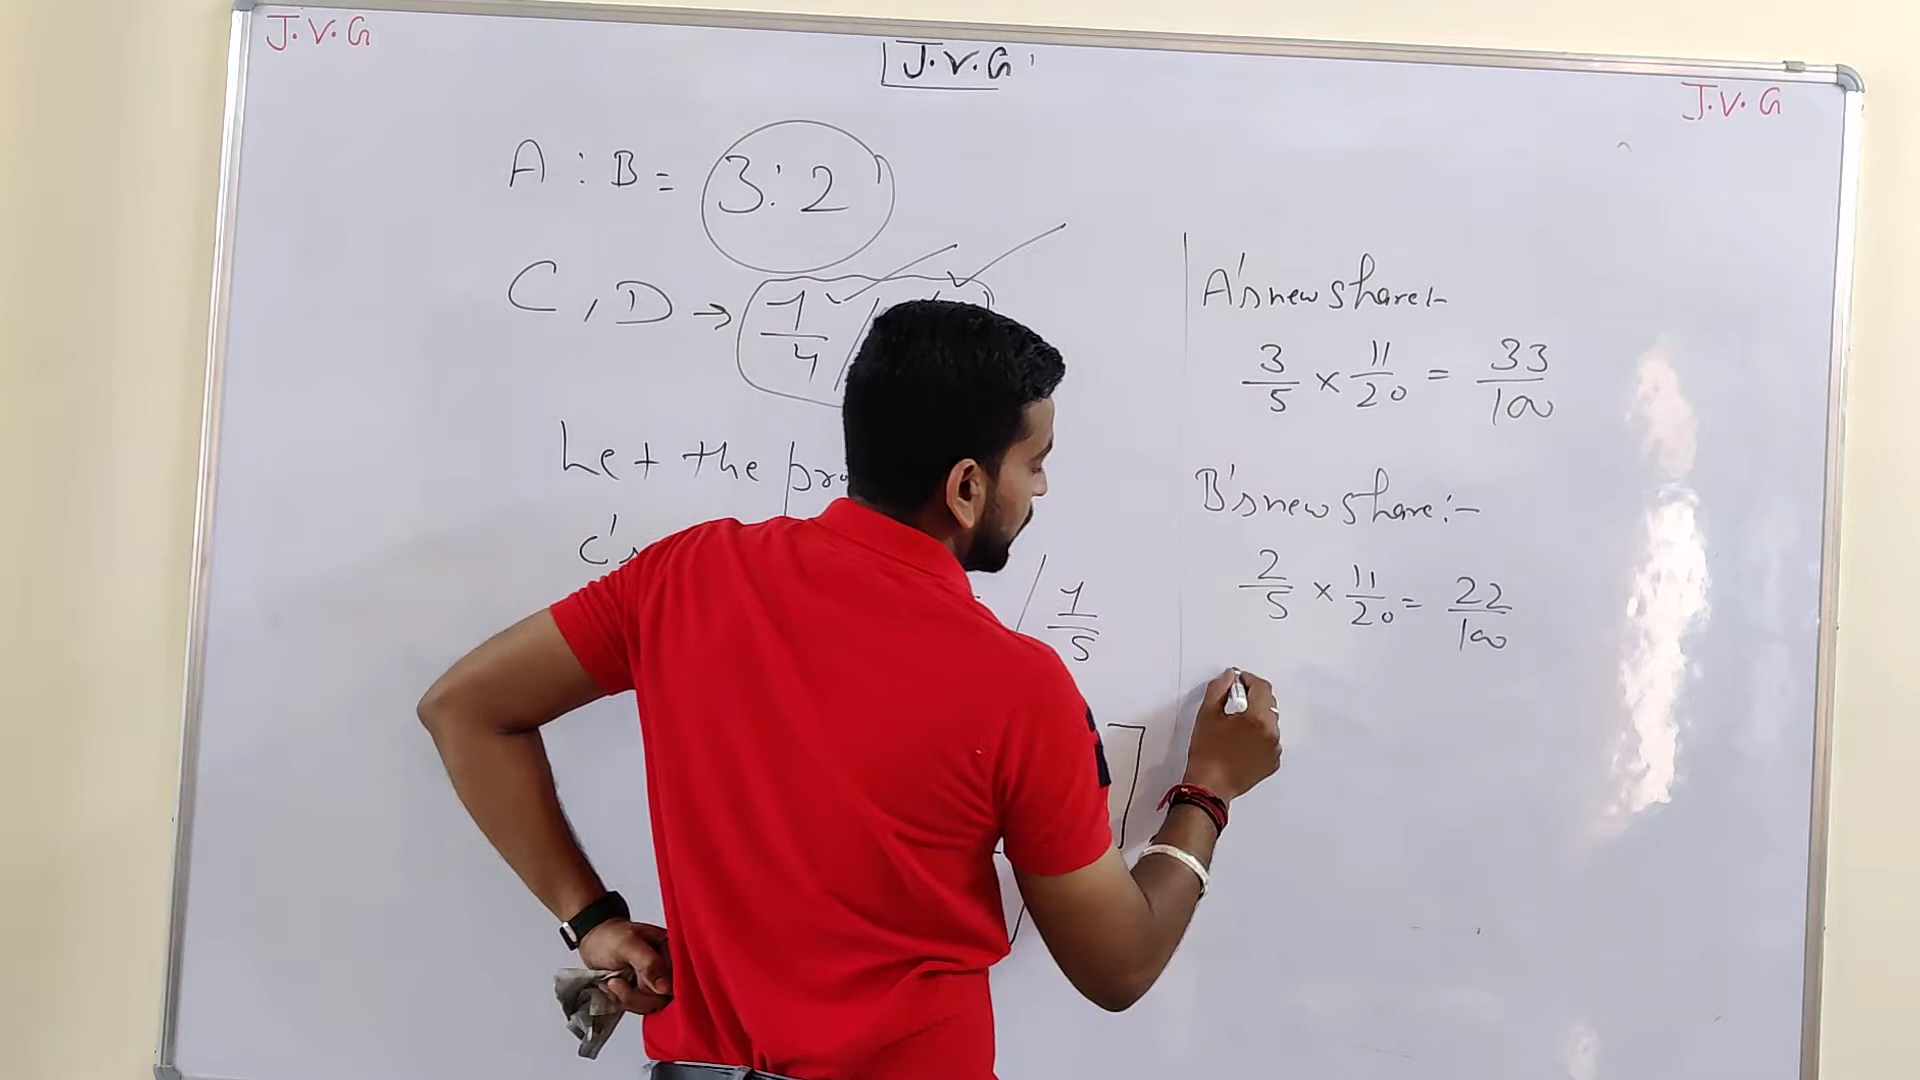 J.V.G
J.V.G
J.V.G
A : B = 3:2
C, D → 1/4 /
Let the
C's
/ 1/5
A's new share:-
3/5 × 11/20 = 33/100
B's new share:-
2/5 × 11/20 = 22/100